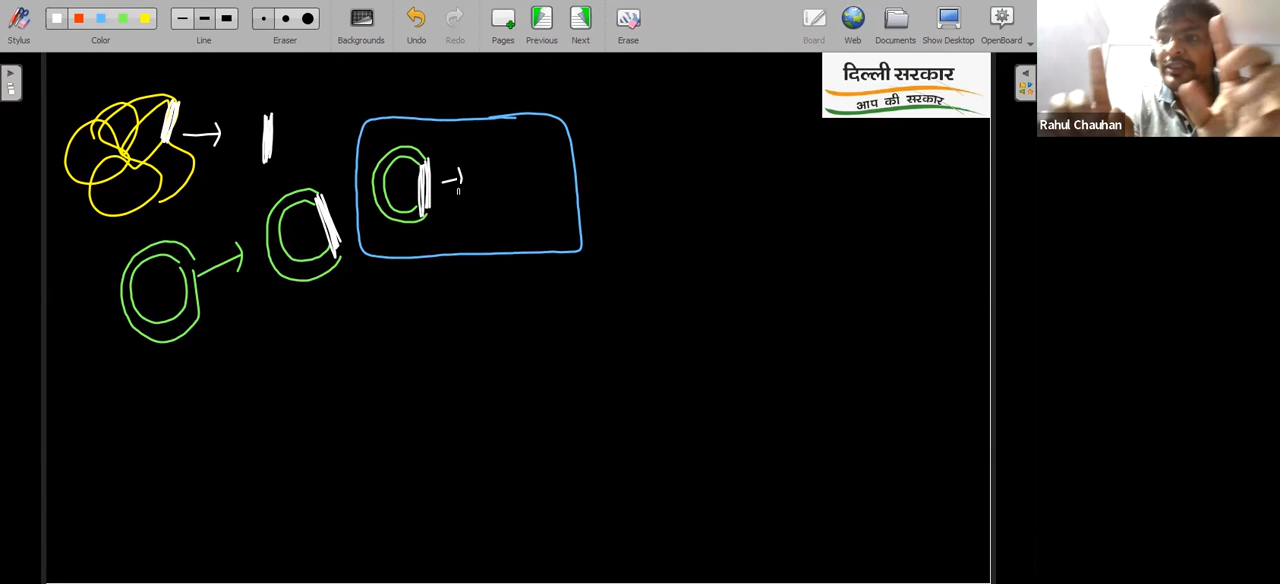 Stylus
Color
Line
Eraser
Backgrounds
Undo
Redo
Pages
Previous
Next
Erase
Board
Web
Documents
Show Desktop
OpenBoard
दिल्ली सरकार
आप की सरकार
Rahul Chauhan